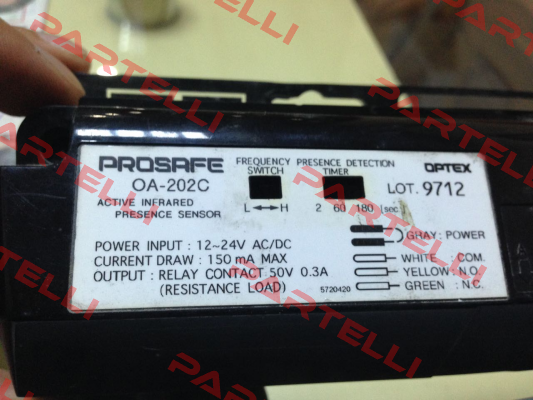 PROSAFE
OA-202C
ACTIVE INFRARED
PRESENCE SENSOR
FREQUENCY
SWITCH
L ↔ H
PRESENCE DETECTION
TIMER
2 60 180 (sec)
OPTEX
LOT. 9712
POWER INPUT : 12~24V AC/DC
CURRENT DRAW : 150 mA MAX
OUTPUT : RELAY CONTACT 50V 0.3A
(RESISTANCE LOAD)
5720420
GRAY: POWER
WHITE : COM.
YELLOW : N.O.
GREEN : N.C.
PARTELLI
PARTELLI
PARTELLI
PARTELLI
PARTELLI
PARTELLI